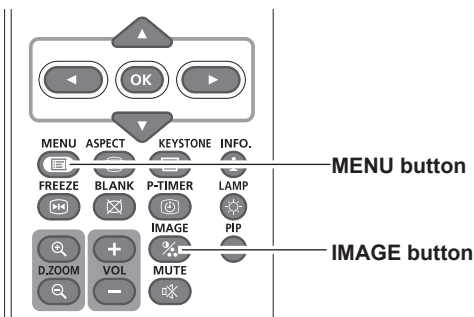 OK
MENU ASPECT KEYSTONE INFO.
MENU button
FREEZE BLANK P-TIMER LAMP
IMAGE PIP
IMAGE button
D.ZOOM VOL MUTE